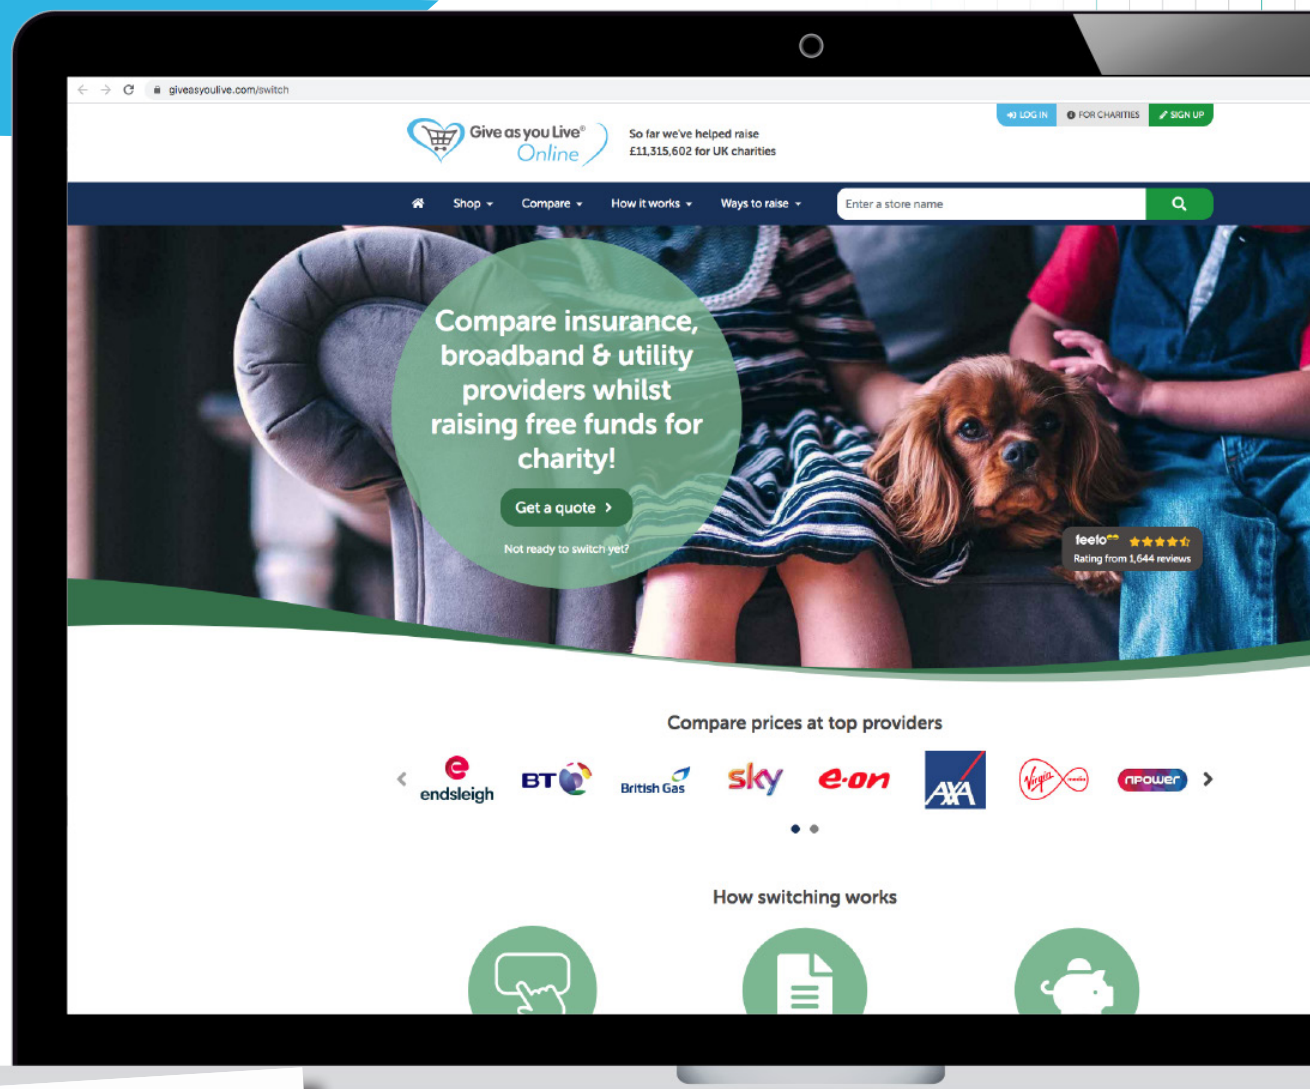 giveasyoulive.com/switch
LOG IN
FOR CHARITIES
SIGN UP
Give as you Live®
Online
So far we've helped raise
£11,315,602 for UK charities
Shop
Compare
How it works
Ways to raise
Enter a store name
Compare insurance,
broadband & utility
providers whilst
raising free funds for
charity!
Get a quote
Not ready to switch yet?
feefo
Rating from 1,644 reviews
Compare prices at top providers
endsleigh
BT
British Gas
sky
e·on
AXA
Virgin media
npower
How switching works